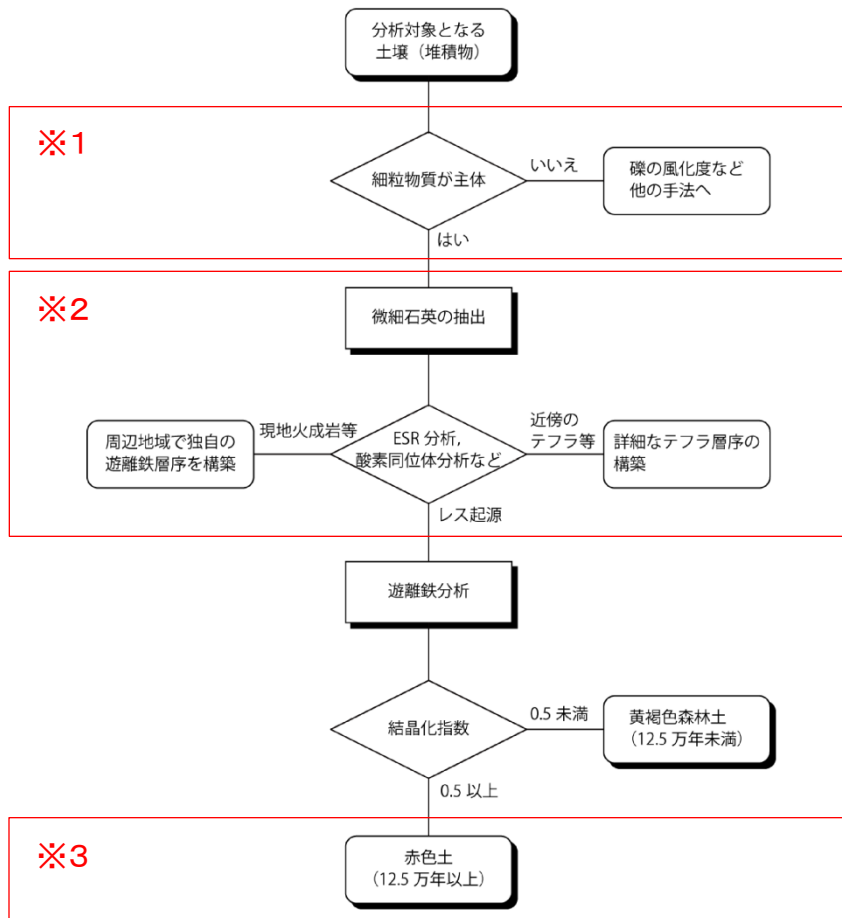 分析対象となる
土壌（堆積物）
※1
細粒物質が主体
いいえ
礫の風化度など
他の手法へ
はい
※2
微細石英の抽出
周辺地域で独自の
遊離鉄層序を構築
現地火成岩等
ESR 分析,
酸素同位体分析など
近傍の
テフラ等
詳細なテフラ層序の
構築
レス起源
遊離鉄分析
結晶化指数
0.5 未満
黄褐色森林土
（12.5 万年未満）
0.5 以上
※3
赤色土
（12.5 万年以上）